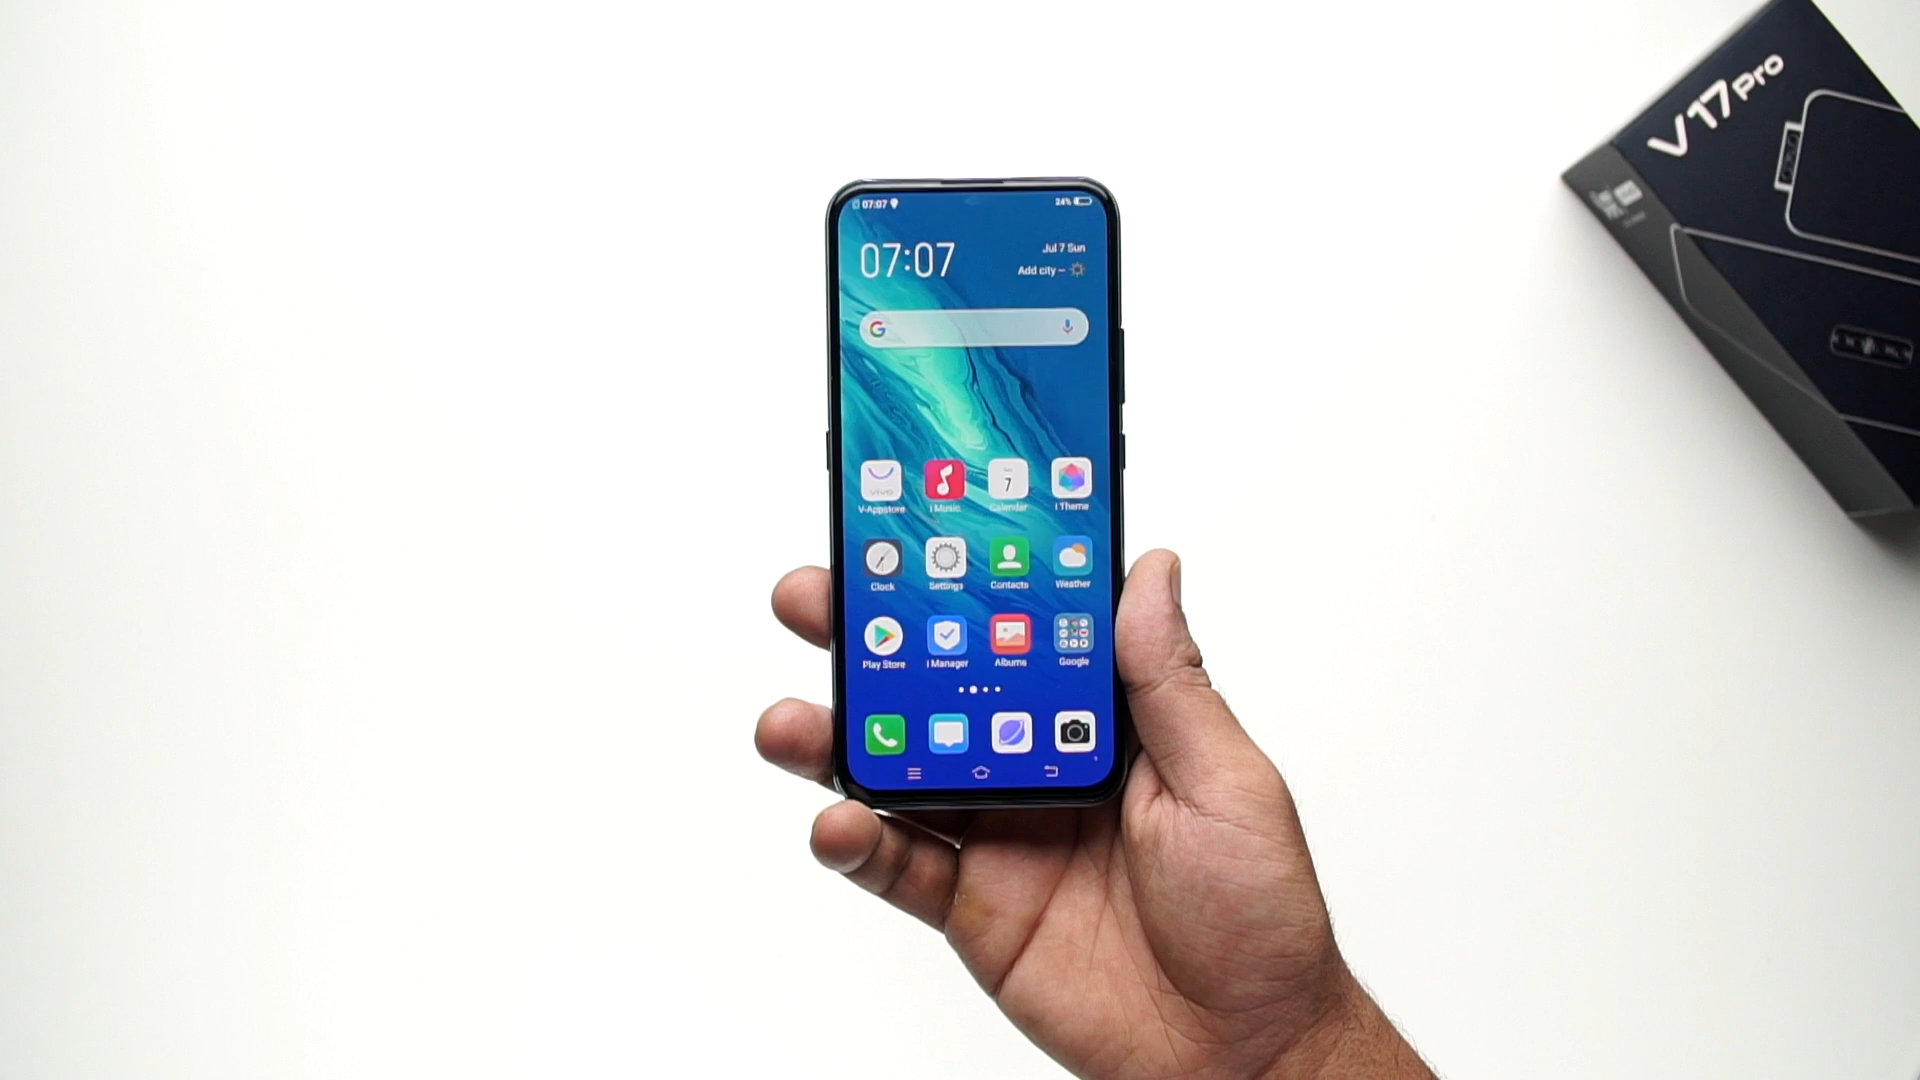 V17Pro
07:07
24%
07:07
Jul 7 Sun
Add city –
G
vivo
7
V-Appstore
i Music
Calendar
i Theme
Clock
Settings
Contacts
Weather
Play Store
i Manager
Albums
Google